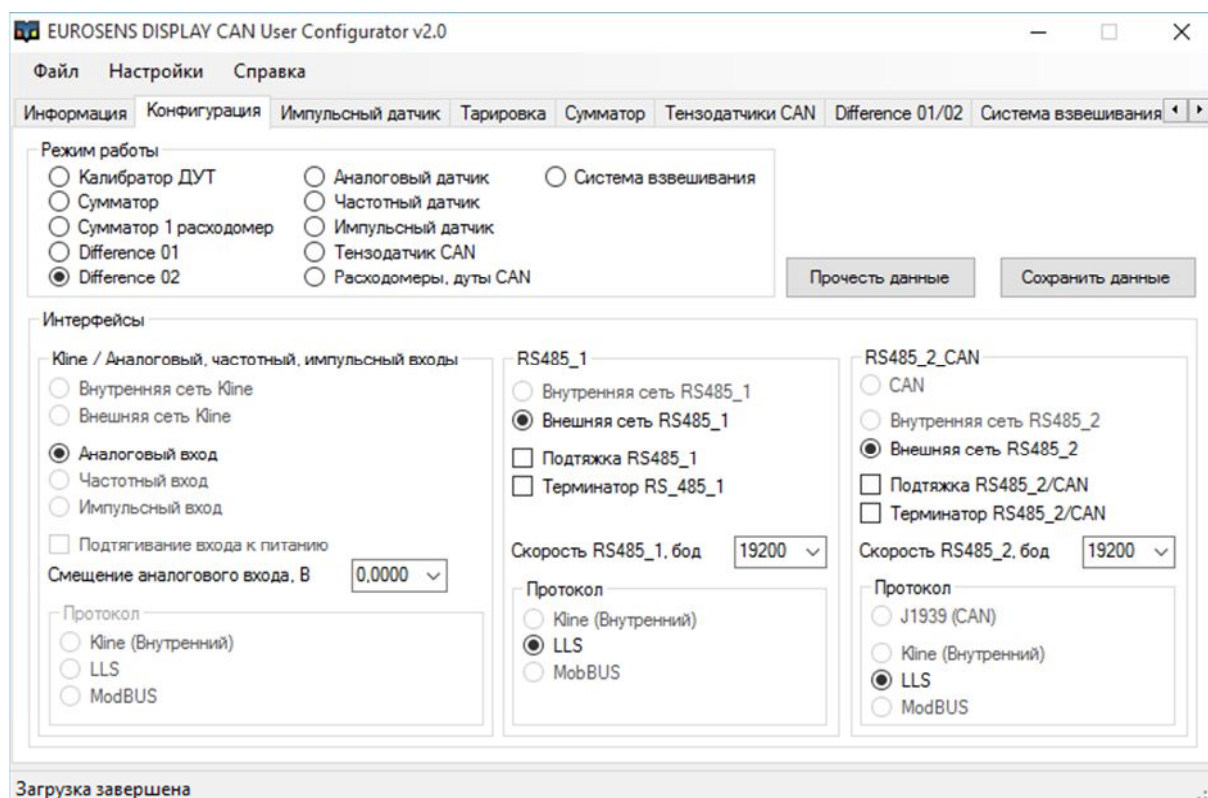 EUROSENS DISPLAY CAN User Configurator v2.0
Файл Настройки Справка
Информация Конфигурация Импульсный датчик Тарировка Сумматор Тензодатчики CAN Difference 01/02 Система взвешивания
Режим работы
Калибратор ДУТ
Сумматор
Сумматор 1 расходомер
Difference 01
Difference 02
Аналоговый датчик
Частотный датчик
Импульсный датчик
Тензодатчик CAN
Расходомеры, дуты CAN
Система взвешивания
Прочесть данные
Сохранить данные
Интерфейсы
Kline / Аналоговый, частотный, импульсный входы
Внутренняя сеть Kline
Внешняя сеть Kline
Аналоговый вход
Частотный вход
Импульсный вход
Подтягивание входа к питанию
Смещение аналогового входа, В 0,0000
Протокол
Kline (Внутренний)
LLS
ModBUS
RS485_1
Внутренняя сеть RS485_1
Внешняя сеть RS485_1
Подтяжка RS485_1
Терминатор RS_485_1
Скорость RS485_1, бод 19200
Протокол
Kline (Внутренний)
LLS
MobBUS
RS485_2_CAN
CAN
Внутренняя сеть RS485_2
Внешняя сеть RS485_2
Подтяжка RS485_2/CAN
Терминатор RS485_2/CAN
Скорость RS485_2, бод 19200
Протокол
J1939 (CAN)
Kline (Внутренний)
LLS
ModBUS
Загрузка завершена